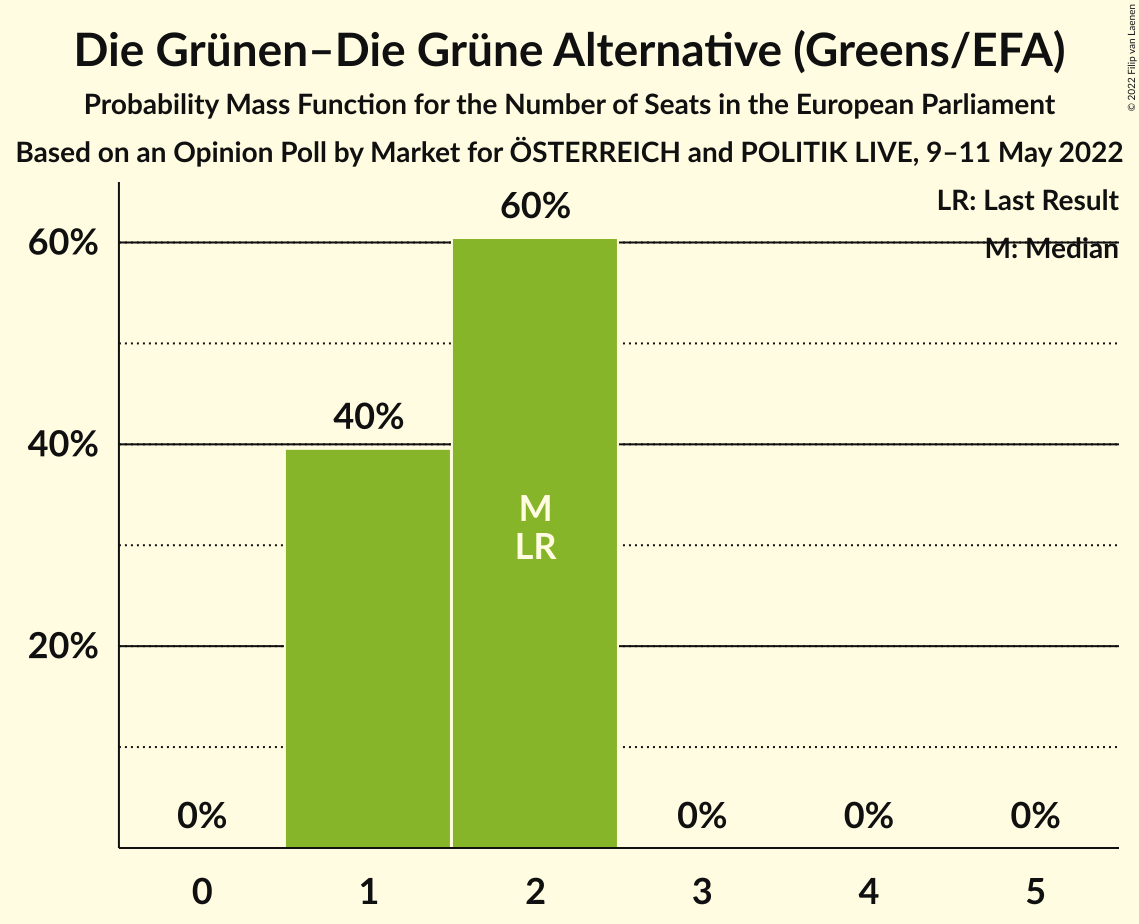 Die Grünen–Die Grüne Alternative (Greens/EFA)
Probability Mass Function for the Number of Seats in the European Parliament
Based on an Opinion Poll by Market for ÖSTERREICH and POLITIK LIVE, 9–11 May 2022
© 2022 Filip van Laenen
LR: Last Result
M: Median
60%
40%
20%
0%
40%
60%
M
LR
0%
0%
0%
0
1
2
3
4
5